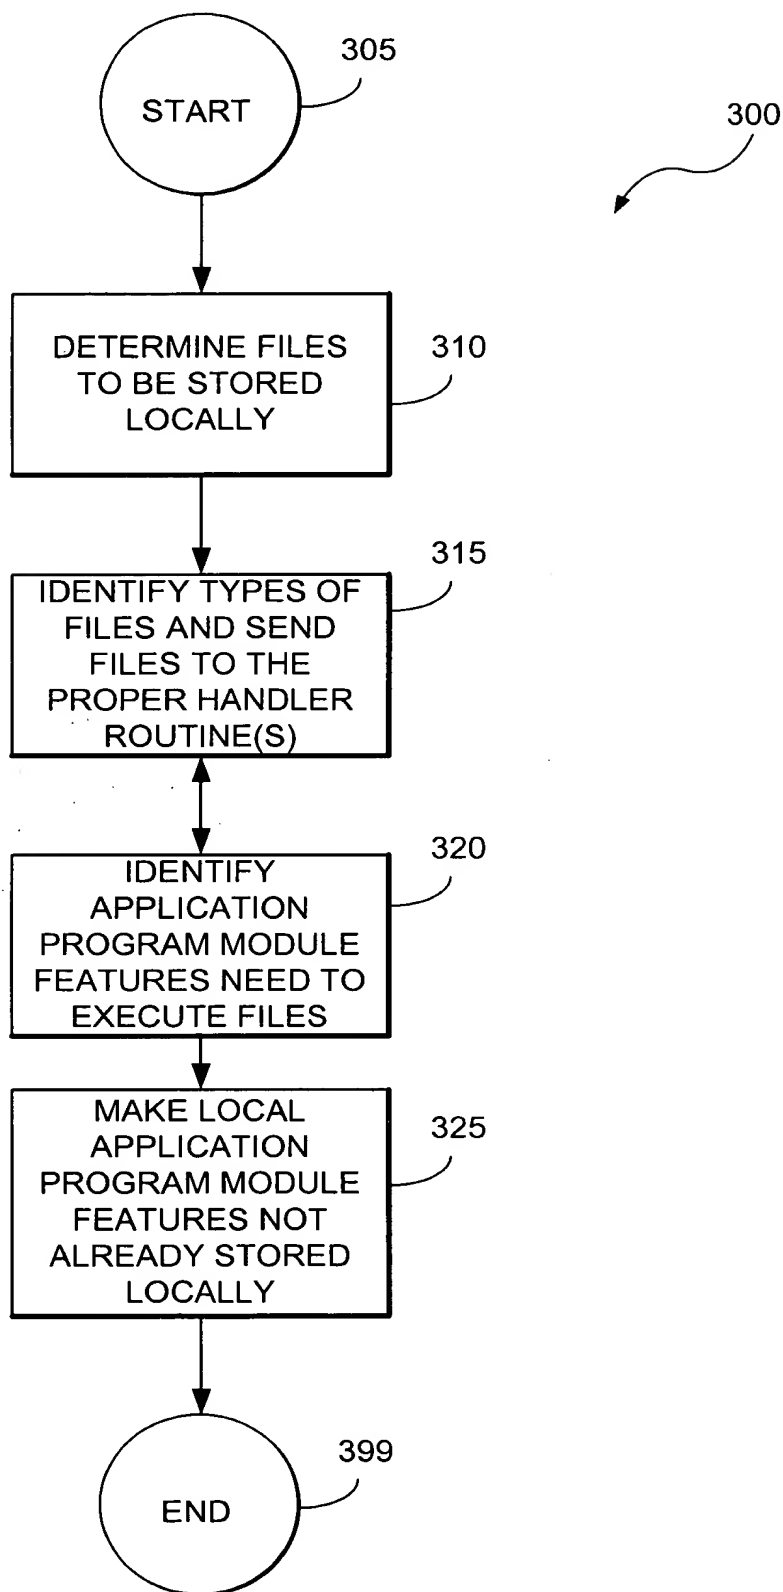 305
START
300
DETERMINE FILES
TO BE STORED
LOCALLY
310
315
IDENTIFY TYPES OF
FILES AND SEND
FILES TO THE
PROPER HANDLER
ROUTINE(S)
320
IDENTIFY
APPLICATION
PROGRAM MODULE
FEATURES NEED TO
EXECUTE FILES
MAKE LOCAL
APPLICATION
PROGRAM MODULE
FEATURES NOT
ALREADY STORED
LOCALLY
325
399
END